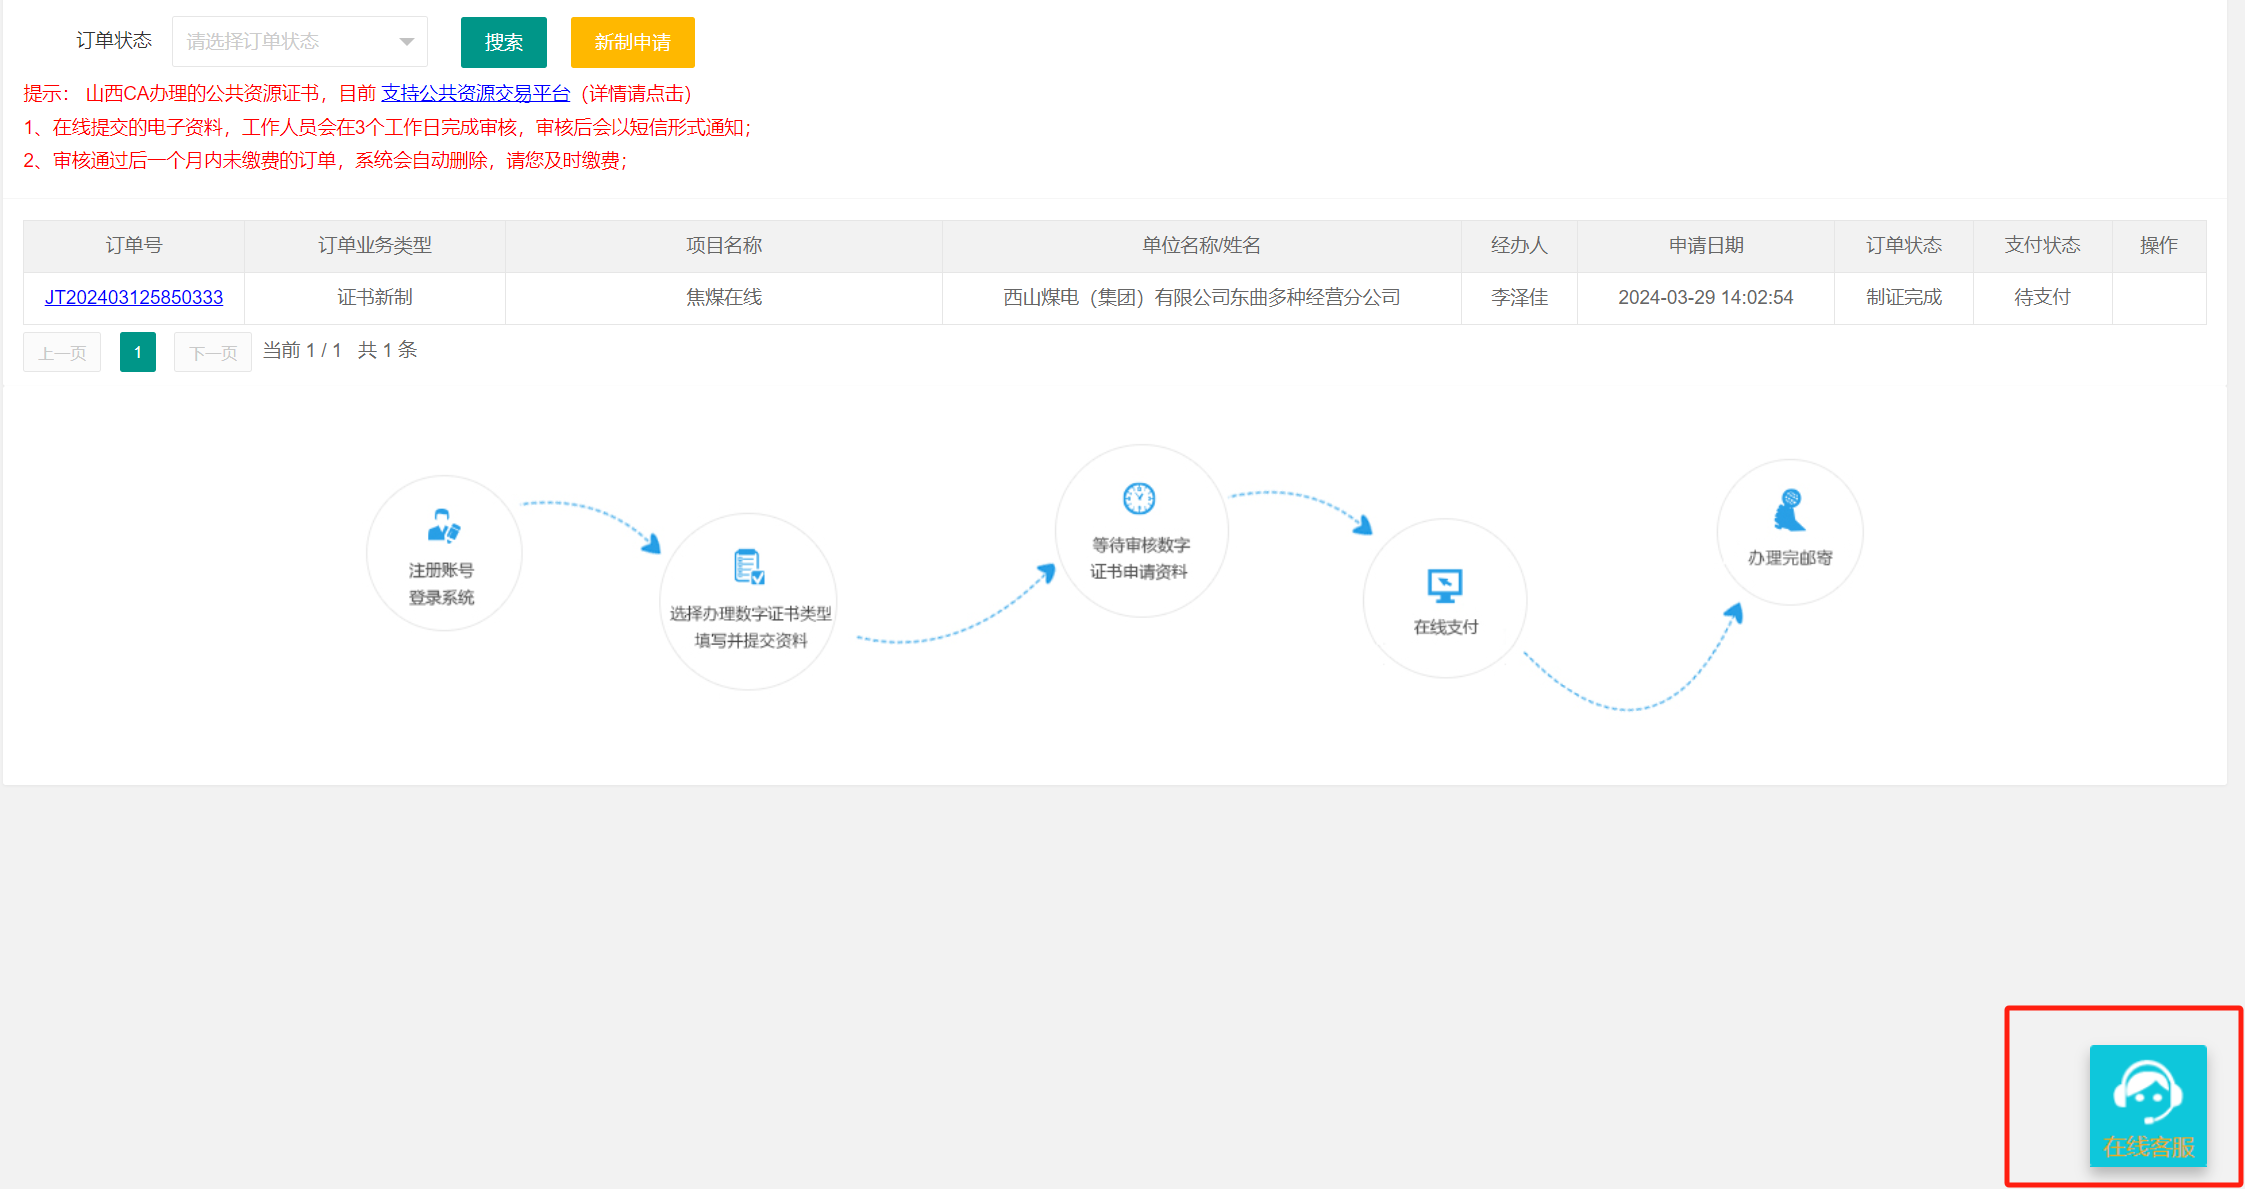 订单状态 请选择订单状态 搜索 新制申请
提示： 山西CA办理的公共资源证书，目前 支持公共资源交易平台（详情请点击）
1、在线提交的电子资料，工作人员会在3个工作日完成审核，审核后会以短信形式通知；
2、审核通过后一个月内未缴费的订单，系统会自动删除，请您及时缴费；
订单号 订单业务类型 项目名称 单位名称/姓名 经办人 申请日期 订单状态 支付状态 操作
JT202403125850333 证书新制 焦煤在线 西山煤电（集团）有限公司东曲多种经营分公司 李泽佳 2024-03-29 14:02:54 制证完成 待支付
上一页 1 下一页 当前 1 / 1 共 1 条
注册账号
登录系统
选择办理数字证书类型
填写并提交资料
等待审核数字
证书申请资料
在线支付
办理完邮寄
在线客服